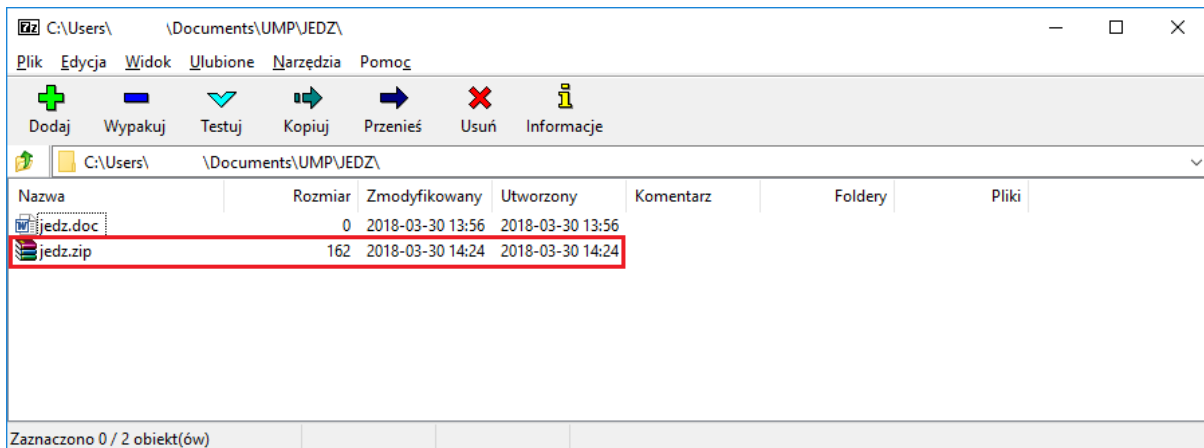 7z C:\Users\ \Documents\UMP\JEDZ\
Plik Edycja Widok Ulubione Narzędzia Pomoc
Dodaj Wypakuj Testuj Kopiuj Przenieś Usuń Informacje
C:\Users\ \Documents\UMP\JEDZ\
Nazwa Rozmiar Zmodyfikowany Utworzony Komentarz Foldery Pliki
jedz.doc 0 2018-03-30 13:56 2018-03-30 13:56
jedz.zip 162 2018-03-30 14:24 2018-03-30 14:24
Zaznaczono 0 / 2 obiekt(ów)